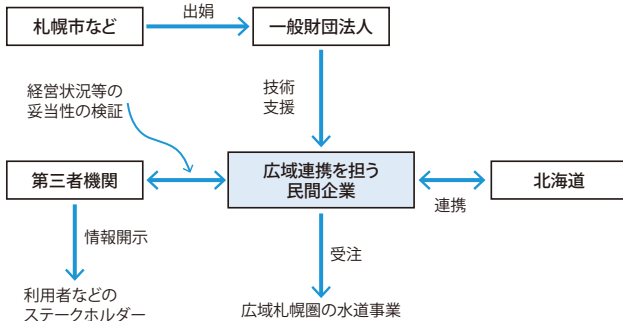 札幌市など
出娟
一般財団法人
経営状況等の
妥当性の検証
技術
支援
第三者機関
広域連携を担う
民間企業
連携
北海道
情報開示
受注
利用者などの
ステークホルダー
広域札幌圏の水道事業